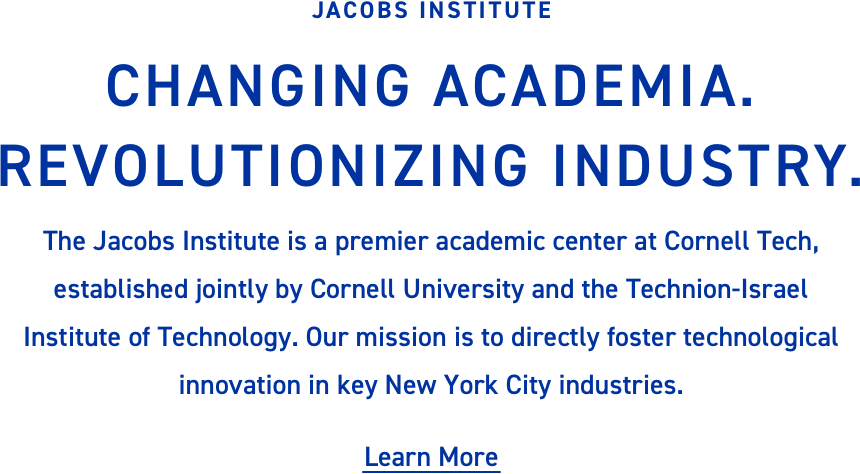 JACOBS INSTITUTE
CHANGING ACADEMIA.
REVOLUTIONIZING INDUSTRY.
The Jacobs Institute is a premier academic center at Cornell Tech,
established jointly by Cornell University and the Technion-Israel
Institute of Technology. Our mission is to directly foster technological
innovation in key New York City industries.
Learn More